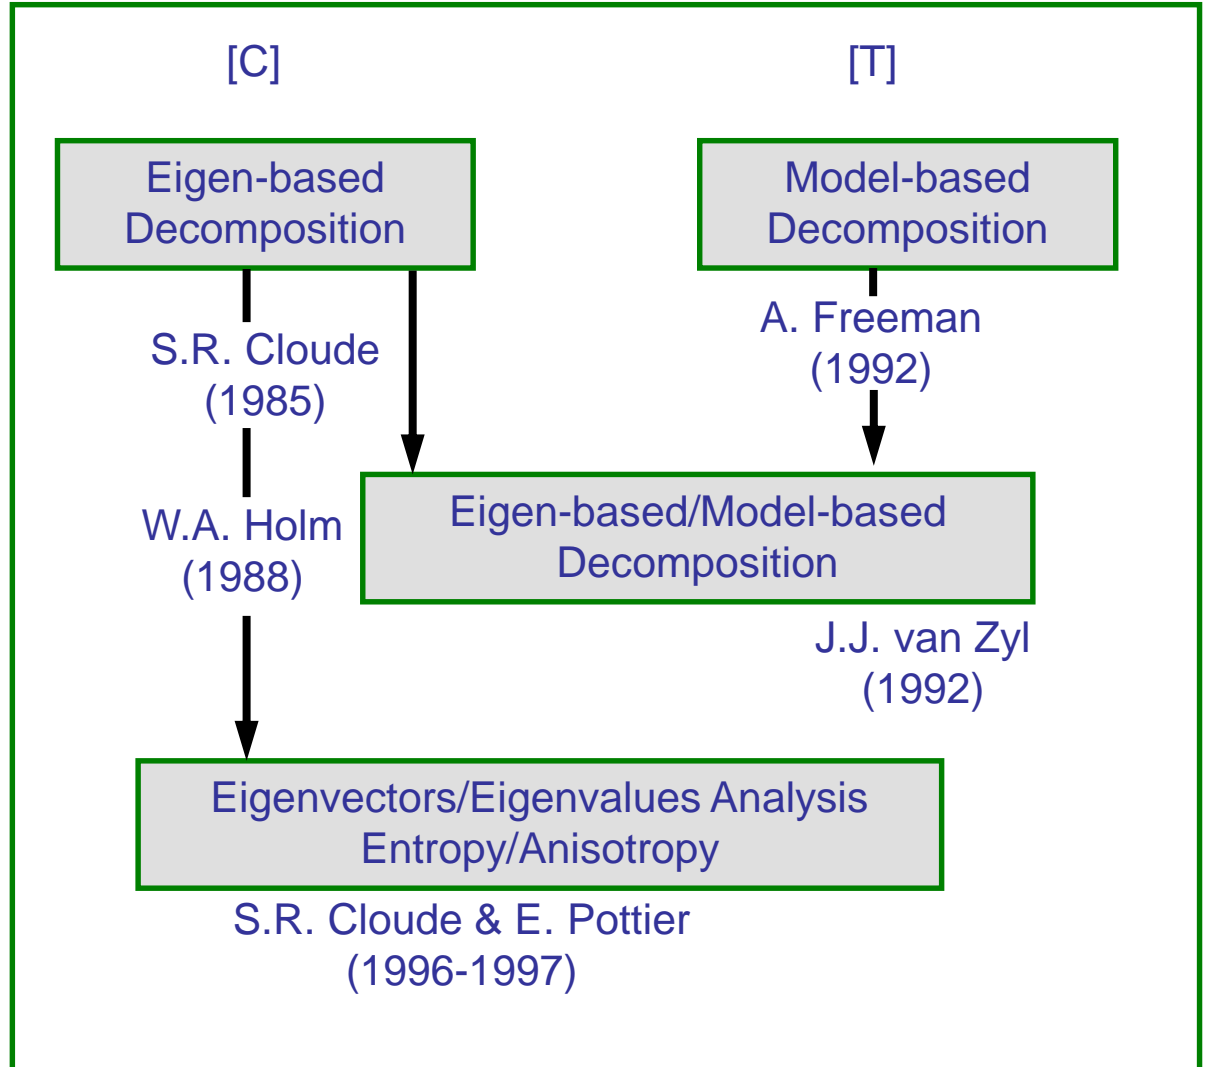 [C]
[T]
Eigen-based
Decomposition
Model-based
Decomposition
S.R. Cloude
(1985)
A. Freeman
(1992)
W.A. Holm
(1988)
Eigen-based/Model-based
Decomposition
J.J. van Zyl
(1992)
Eigenvectors/Eigenvalues Analysis
Entropy/Anisotropy
S.R. Cloude & E. Pottier
(1996-1997)